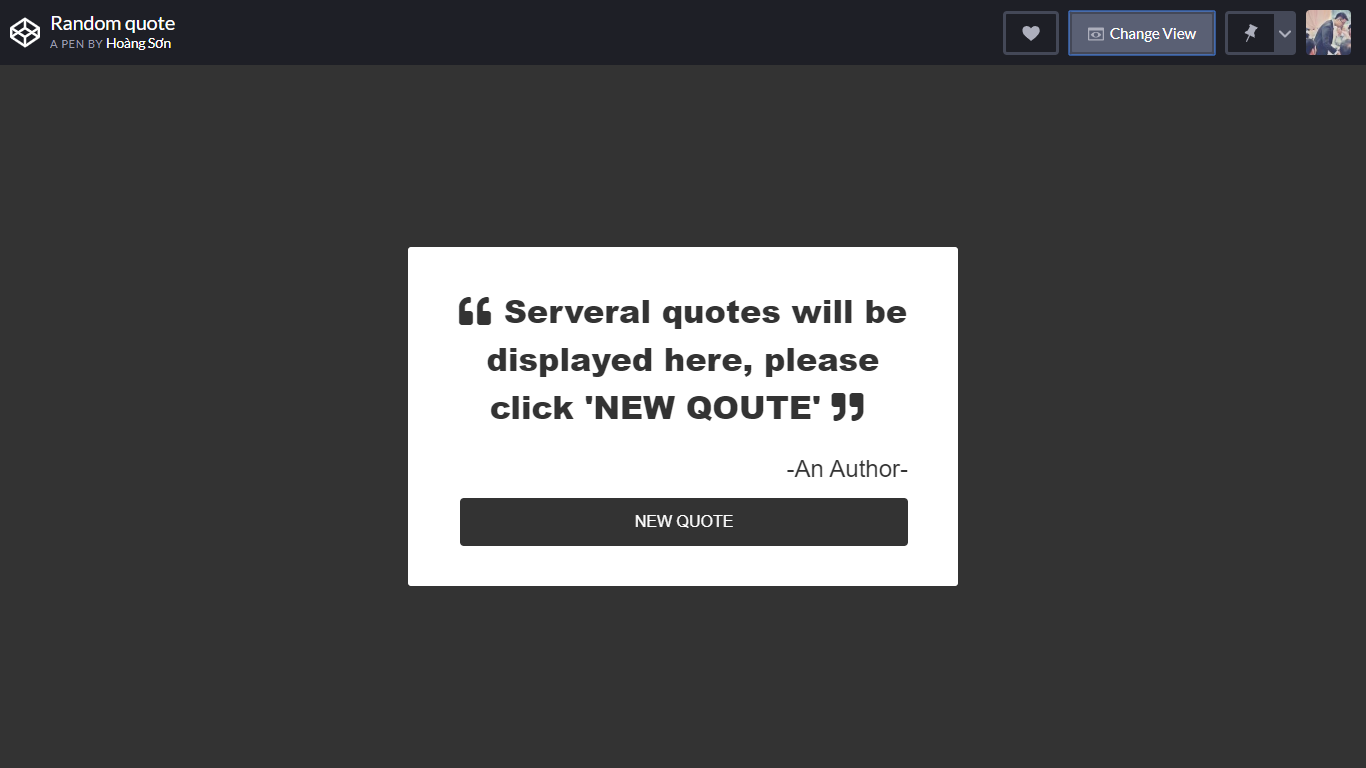 Random quote
A PEN BY Hoàng Sơn
Change View
Serveral quotes will be
displayed here, please
click 'NEW QOUTE'
-An Author-
NEW QUOTE